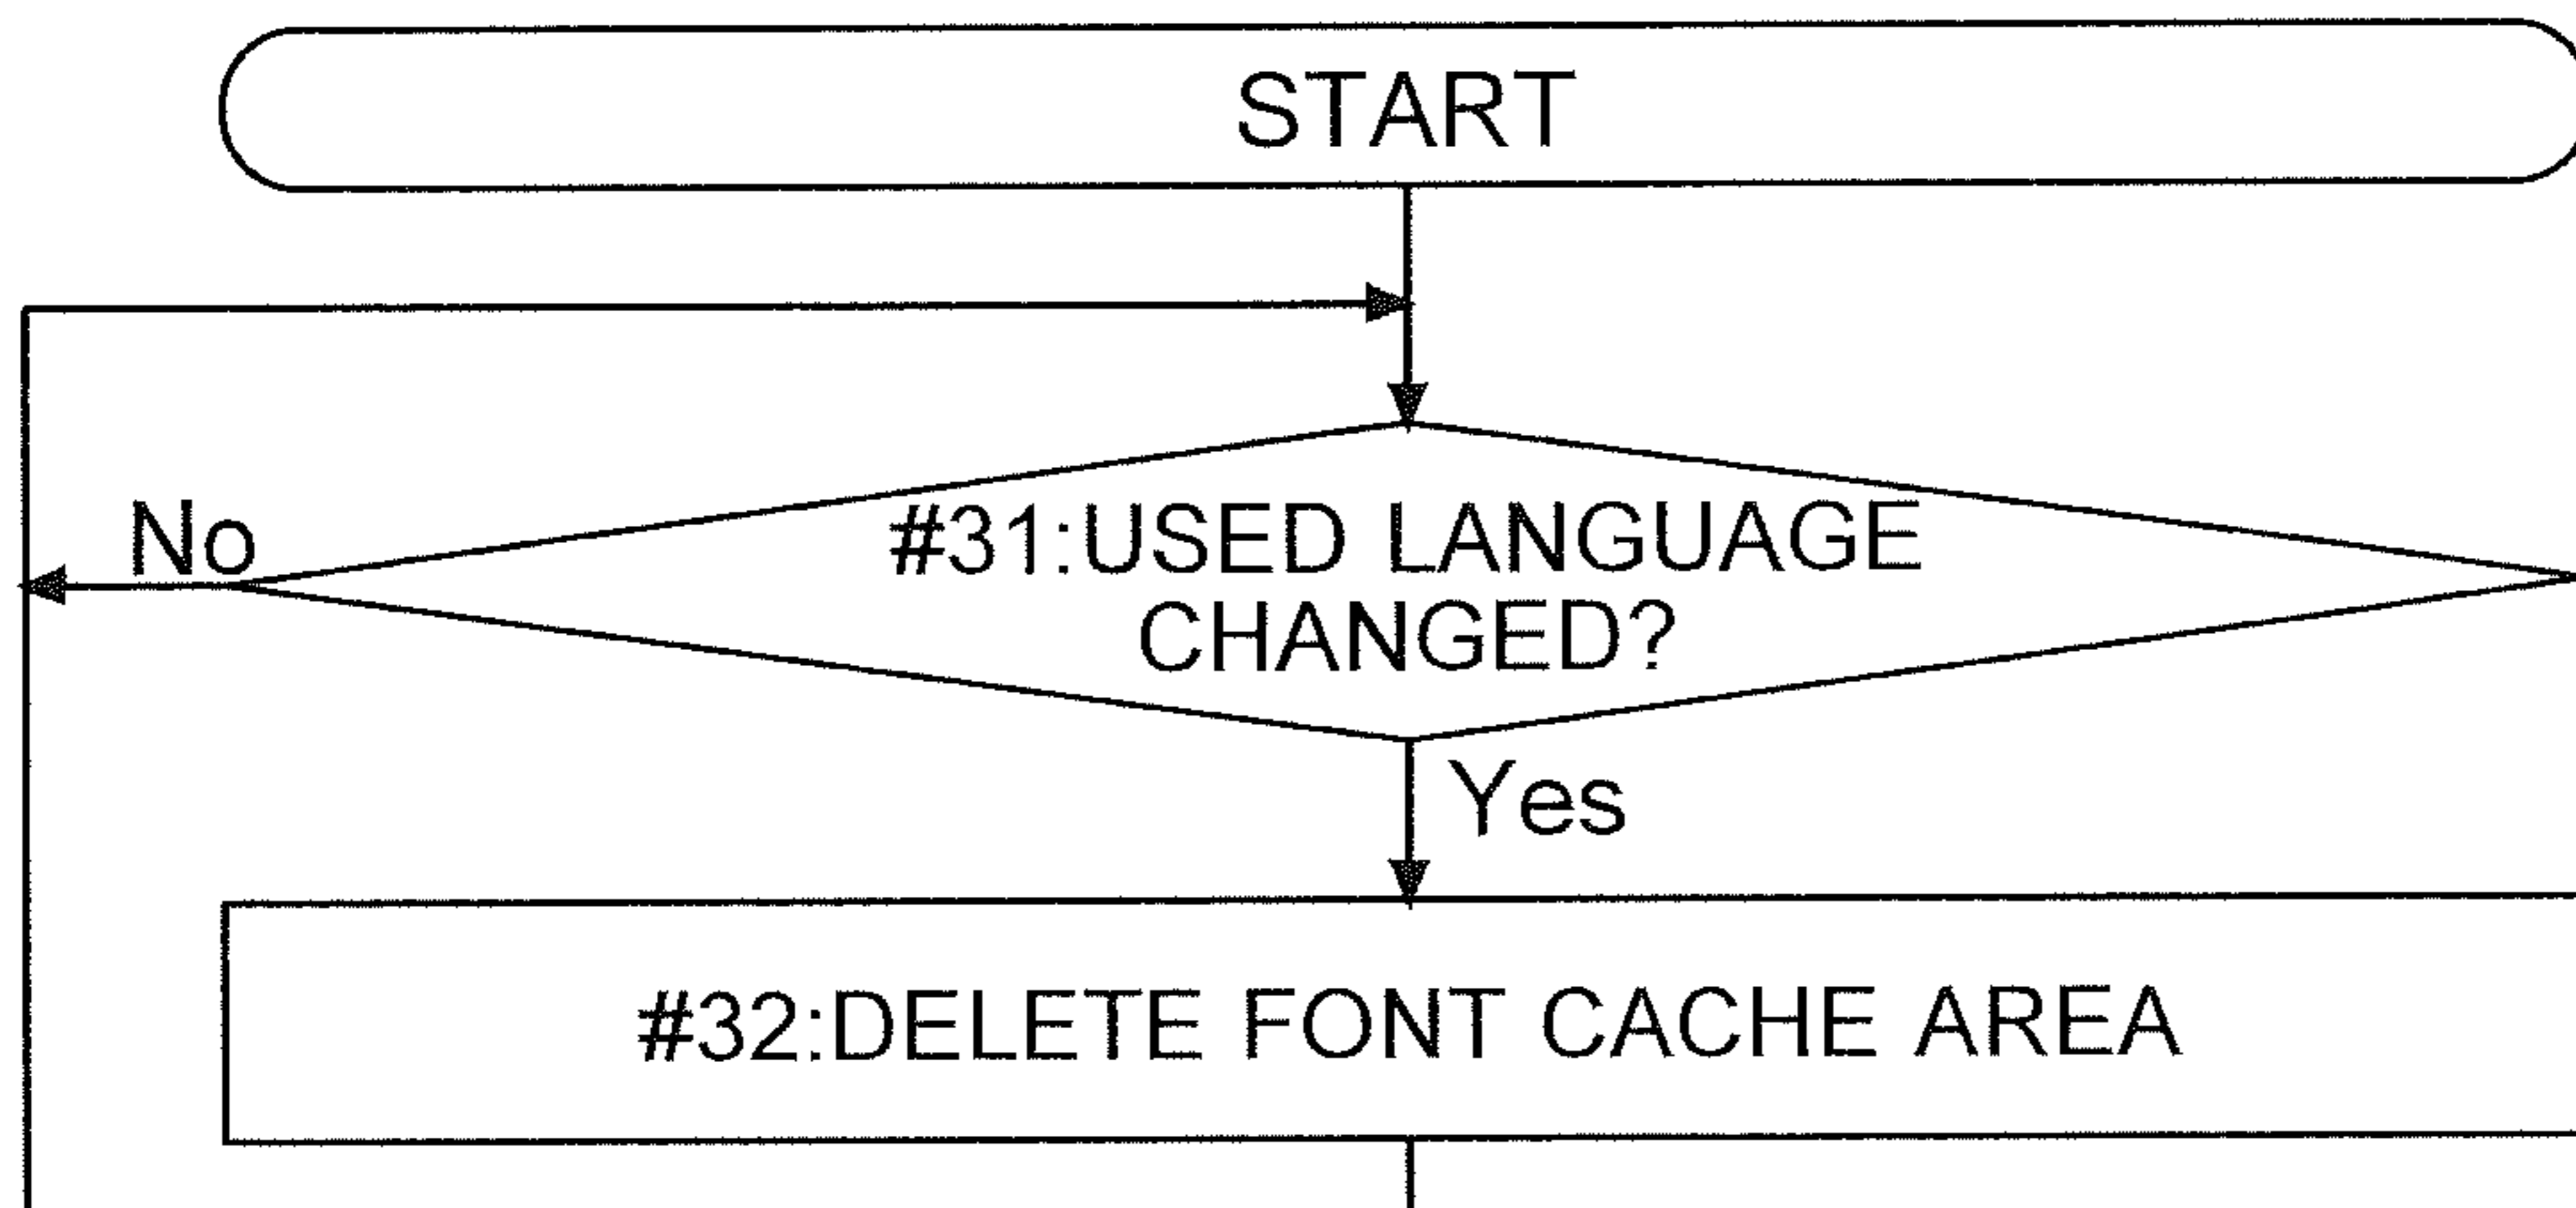 START
No
#31:USED LANGUAGE
CHANGED?
Yes
#32:DELETE FONT CACHE AREA